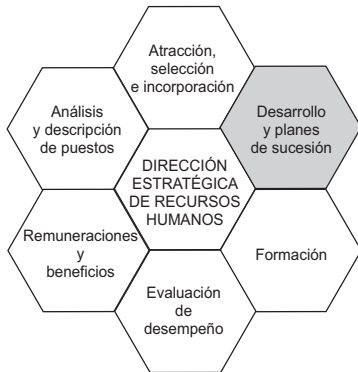 Atracción,
selección
e incorporación
Análisis
y descripción
de puestos
Desarrollo
y planes
de sucesión
DIRECCIÓN
ESTRATÉGICA
DE RECURSOS
HUMANOS
Remuneraciones
y
beneficios
Formación
Evaluación
de
desempeño